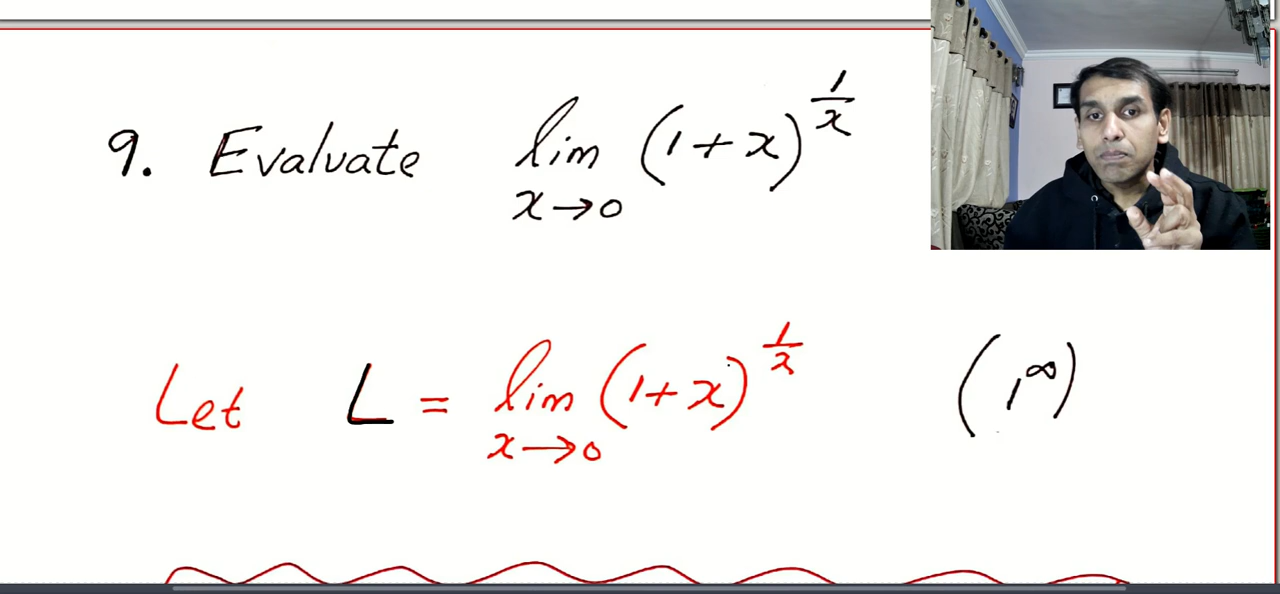 9. Evaluate lim (1+x)^(1/x)
x→0
Let L = lim (1+x)^(1/x) (1^∞)
x→0